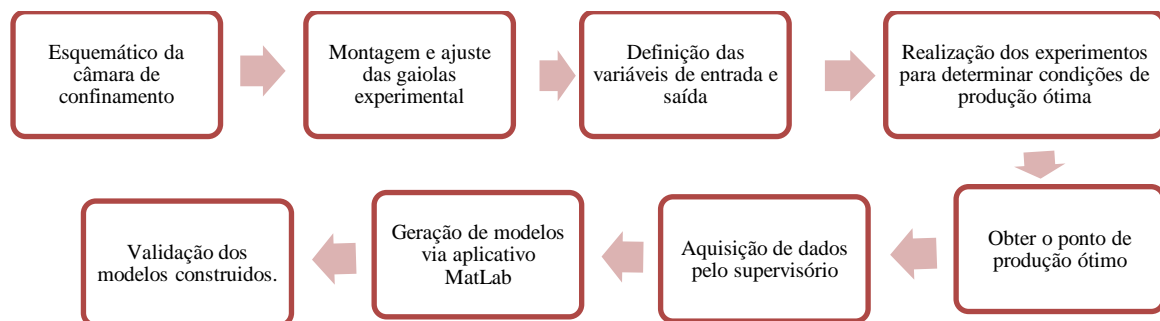 Esquemático da
câmara de
confinamento
Montagem e ajuste
das gaiolas
experimental
Definição das
variáveis de entrada e
saída
Realização dos experimentos
para determinar condições de
produção ótima
Obter o ponto de
produção ótimo
Aquisição de dados
pelo supervisório
Geração de modelos
via aplicativo
MatLab
Validação dos
modelos construidos.